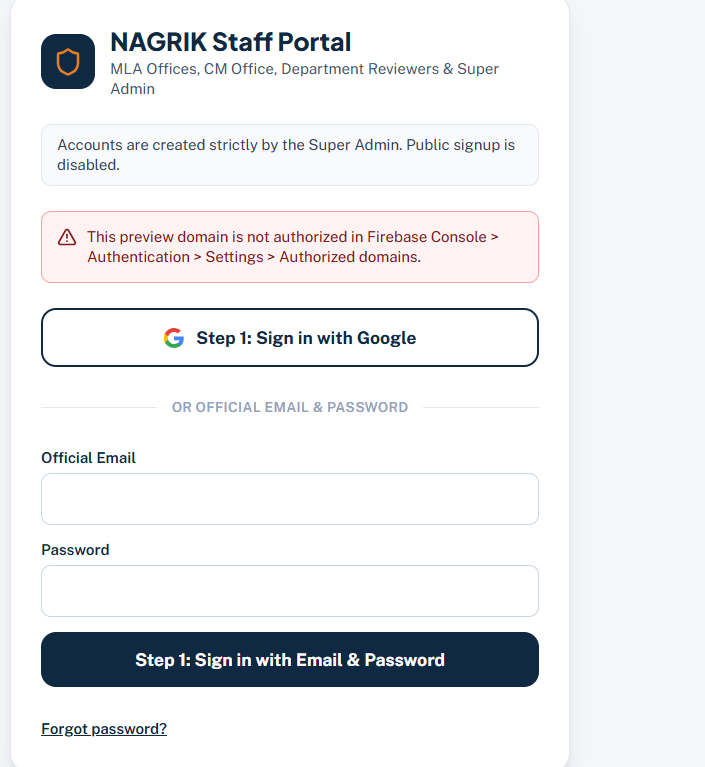 NAGRIK Staff Portal
MLA Offices, CM Office, Department Reviewers & Super
Admin
Accounts are created strictly by the Super Admin. Public signup is
disabled.
This preview domain is not authorized in Firebase Console >
Authentication > Settings > Authorized domains.
Step 1: Sign in with Google
OR OFFICIAL EMAIL & PASSWORD
Official Email
Password
Step 1: Sign in with Email & Password
Forgot password?